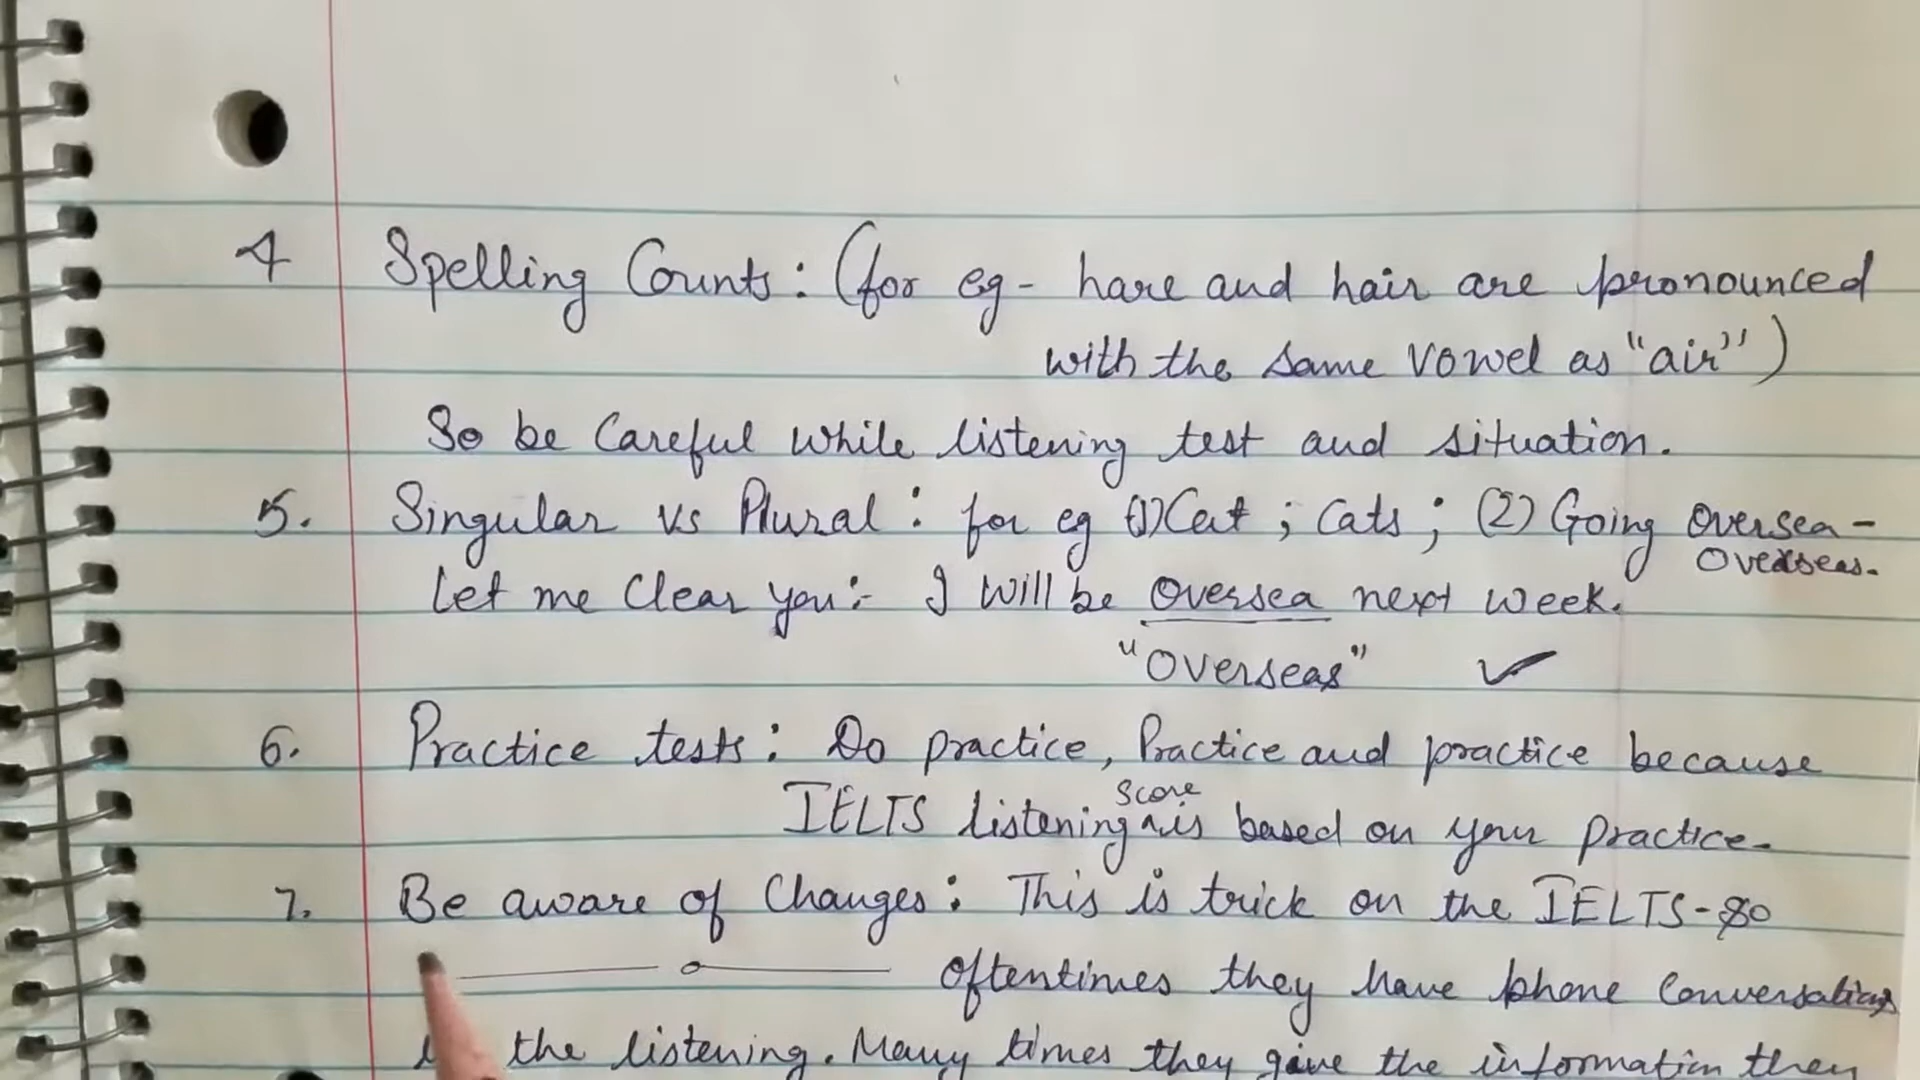 4 Spelling Counts: (for eg- hare and hair are pronounced
with the same vowel as "air")
So be Careful while listening test and situation.
5. Singular vs Plural: for eg (1) Cat; Cats; (2) Going Oversea-
Overseas.
Let me Clear you:- I will be oversea next week.
"Overseas" ✓
6. Practice tests: Do practice, Practice and practice because
score
IELTS listening is based on your practice.
7. Be aware of Changes: This is trick on the IELTS-So
oftentimes they have phone Conversations
the listening. Many times they give the information then